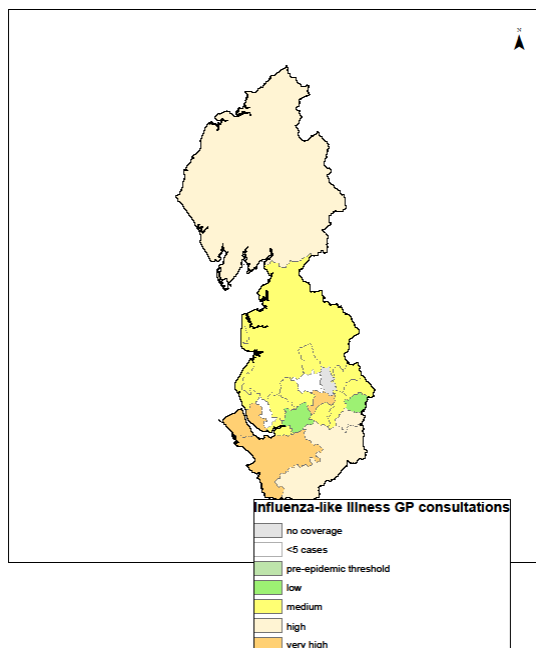 N
Influenza-like Illness GP consultations
no coverage
<5 cases
pre-epidemic threshold
low
medium
high
very high